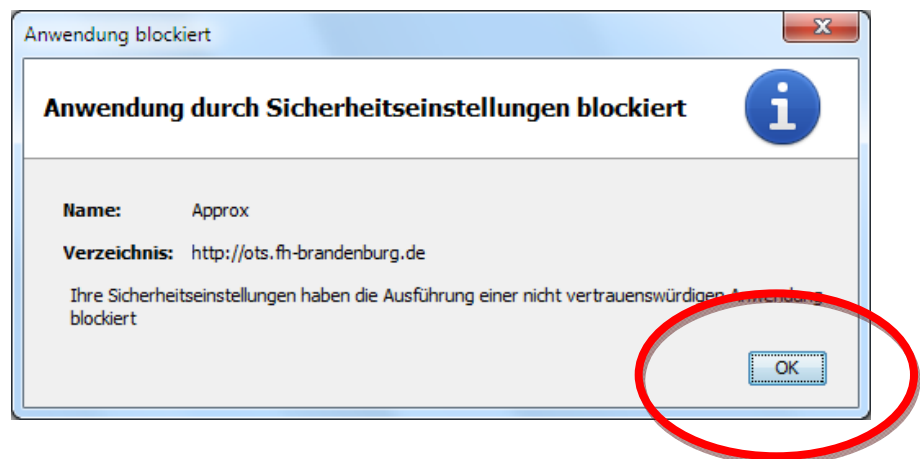 Anwendung blockiert
Anwendung durch Sicherheitseinstellungen blockiert
Name: Approx
Verzeichnis: http://ots.fh-brandenburg.de
Ihre Sicherheitseinstellungen haben die Ausführung einer nicht vertrauenswürdigen Anwendung
blockiert
OK